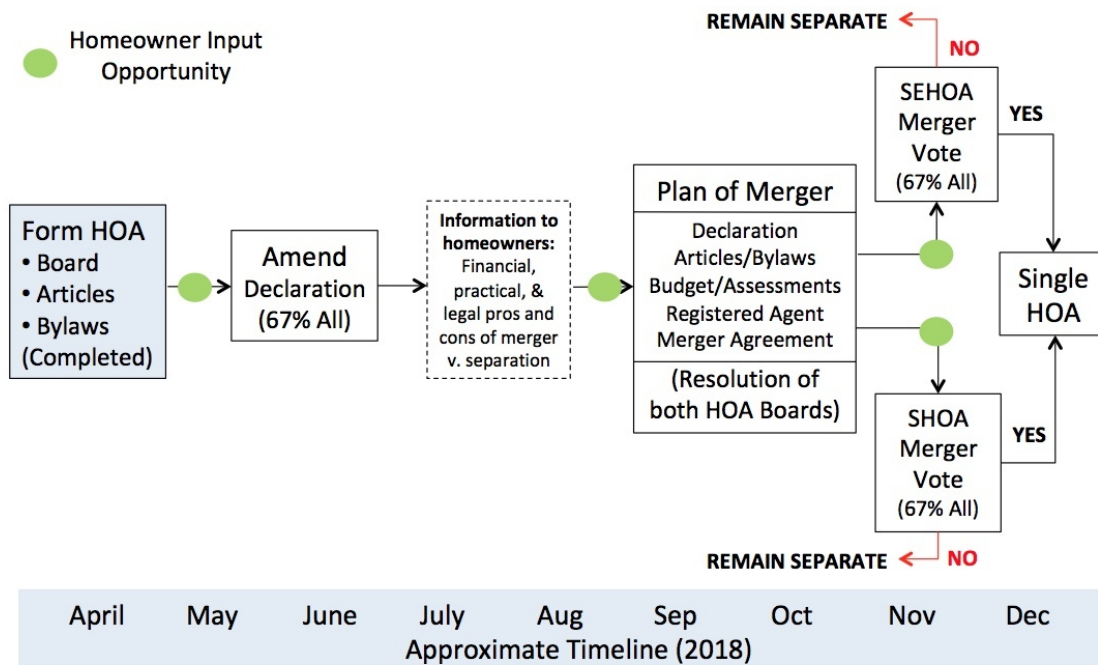 Homeowner Input
Opportunity
REMAIN SEPARATE
NO
SEHOA
Merger
Vote
(67% All)
YES
Form HOA
• Board
• Articles
• Bylaws
(Completed)
Amend
Declaration
(67% All)
Information to
homeowners:
Financial,
practical, &
legal pros and
cons of merger
v. separation
Plan of Merger
Declaration
Articles/Bylaws
Budget/Assessments
Registered Agent
Merger Agreement
(Resolution of
both HOA Boards)
Single
HOA
SHOA
Merger
Vote
(67% All)
YES
REMAIN SEPARATE
NO
April May June July Aug Sep Oct Nov Dec
Approximate Timeline (2018)